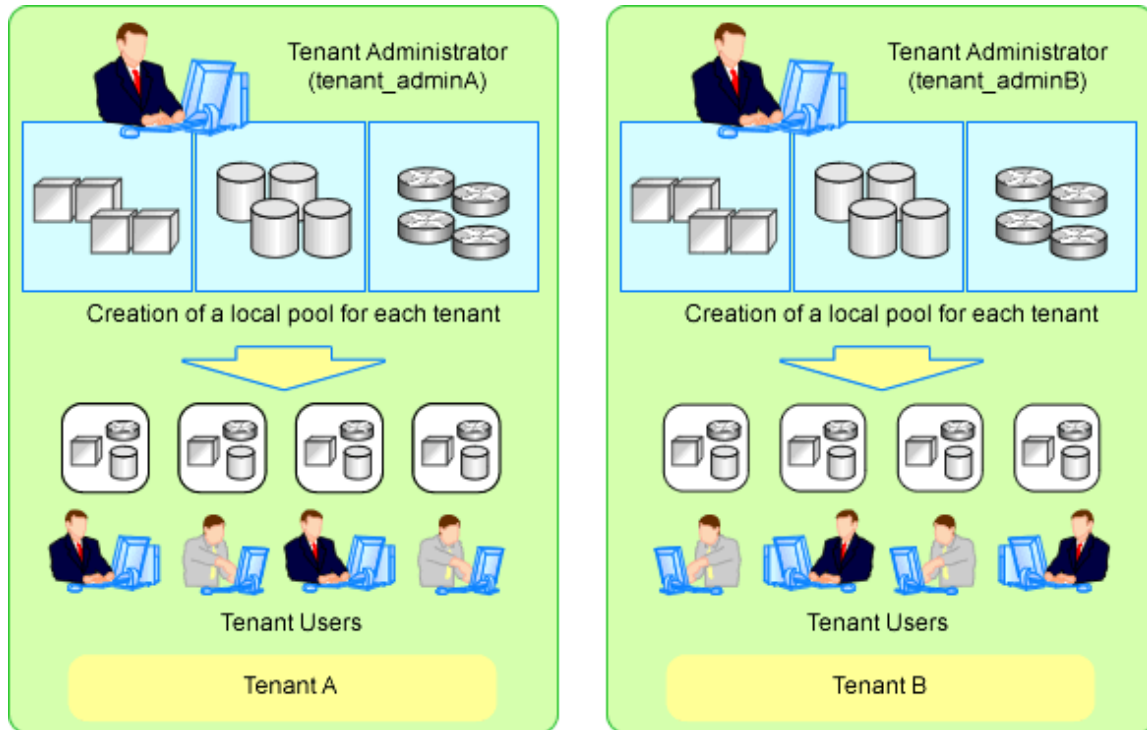 Tenant Administrator
(tenant_adminA)
Creation of a local pool for each tenant
Tenant Users
Tenant A
Tenant Administrator
(tenant_adminB)
Creation of a local pool for each tenant
Tenant Users
Tenant B